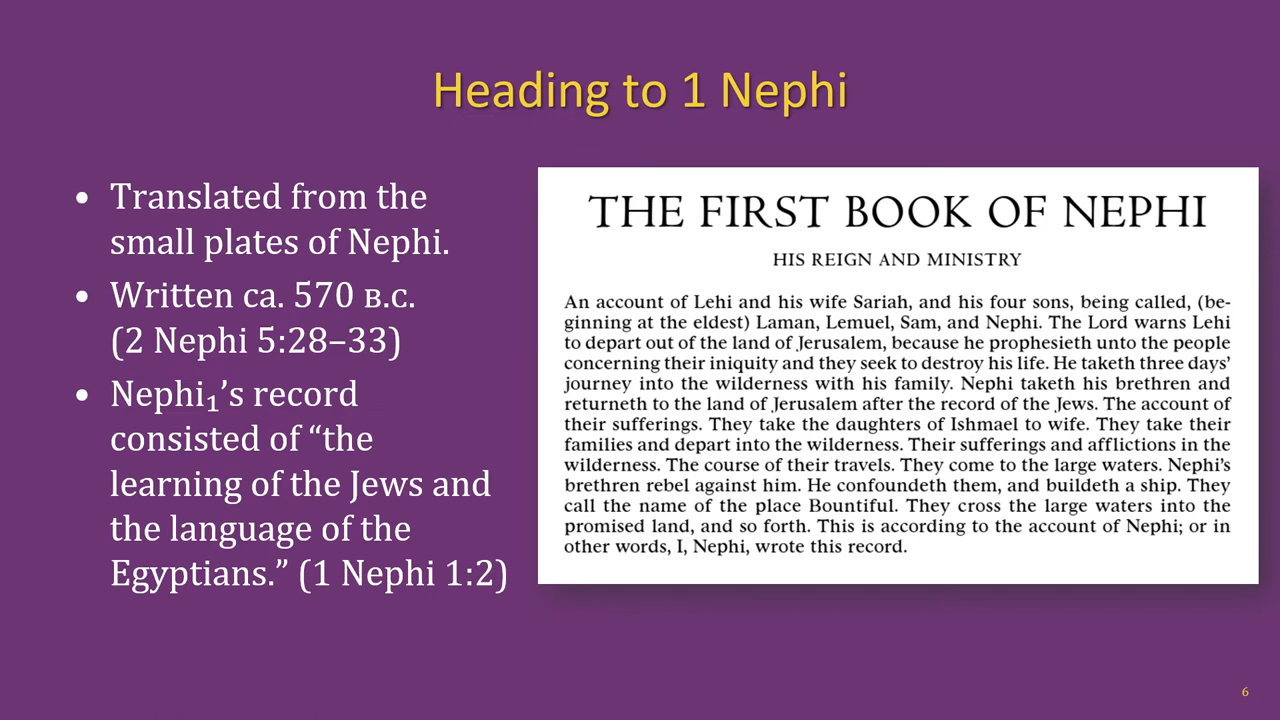 Heading to 1 Nephi
• Translated from the
small plates of Nephi.
• Written ca. 570 ʙ.ᴄ.
(2 Nephi 5:28–33)
• Nephi₁’s record
consisted of “the
learning of the Jews and
the language of the
Egyptians.” (1 Nephi 1:2)
THE FIRST BOOK OF NEPHI
HIS REIGN AND MINISTRY
An account of Lehi and his wife Sariah, and his four sons, being called, (be-
ginning at the eldest) Laman, Lemuel, Sam, and Nephi. The Lord warns Lehi
to depart out of the land of Jerusalem, because he prophesieth unto the people
concerning their iniquity and they seek to destroy his life. He taketh three days’
journey into the wilderness with his family. Nephi taketh his brethren and
returneth to the land of Jerusalem after the record of the Jews. The account of
their sufferings. They take the daughters of Ishmael to wife. They take their
families and depart into the wilderness. Their sufferings and afflictions in the
wilderness. The course of their travels. They come to the large waters. Nephi’s
brethren rebel against him. He confoundeth them, and buildeth a ship. They
call the name of the place Bountiful. They cross the large waters into the
promised land, and so forth. This is according to the account of Nephi; or in
other words, I, Nephi, wrote this record.
6